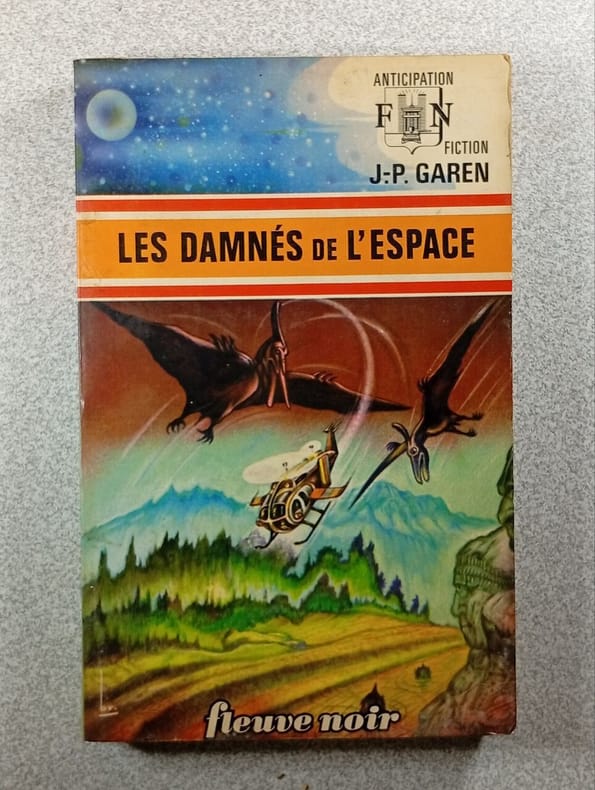 ANTICIPATION
F N
FICTION
J.-P. GAREN
LES DAMNÉS DE L'ESPACE
fleuve noir